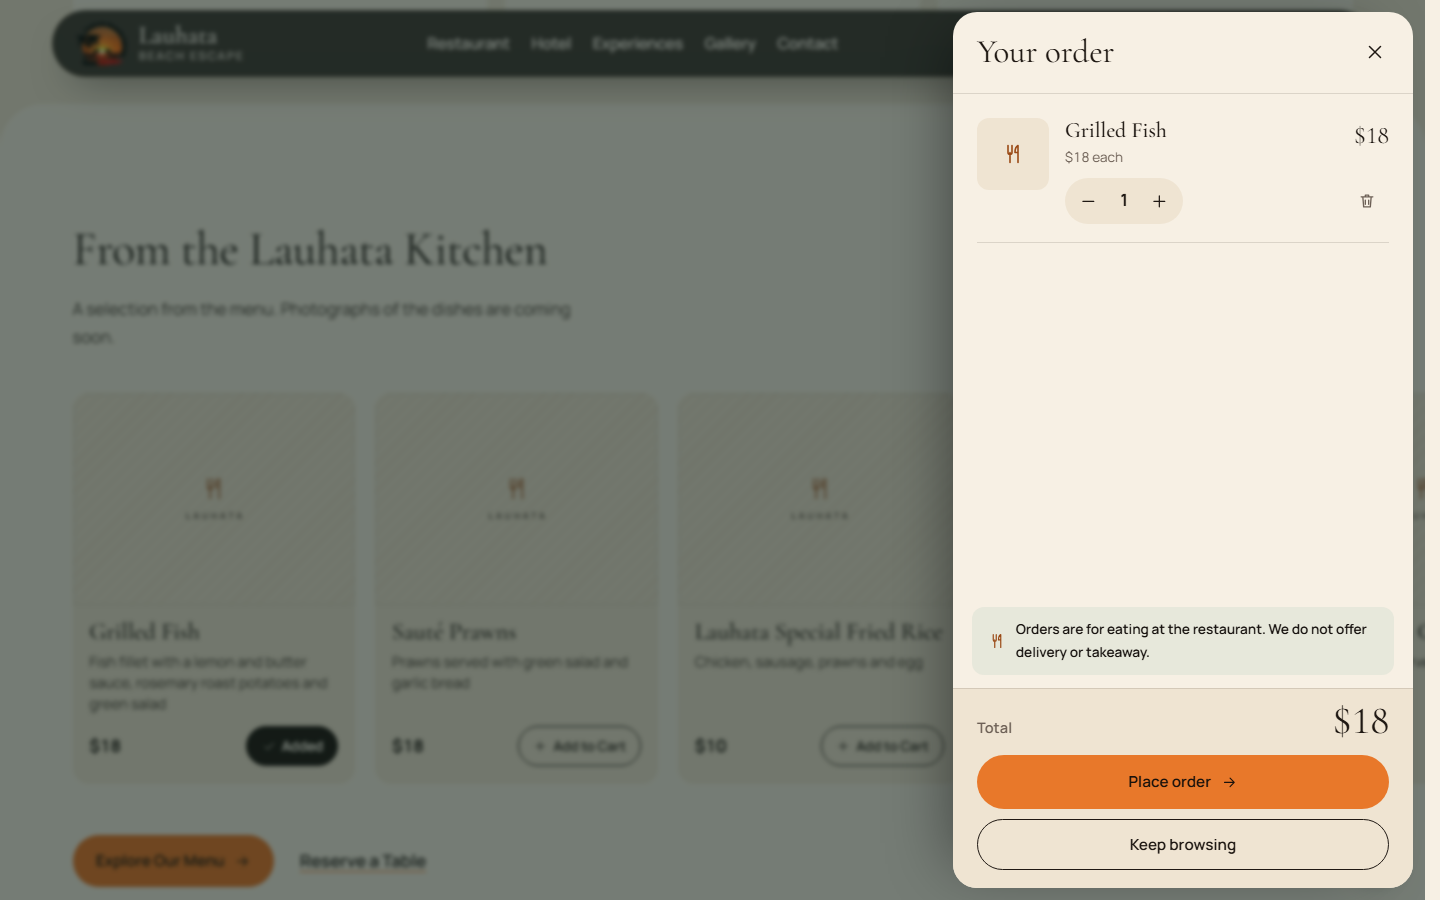 Lauhata
BEACH ESCAPE
Restaurant Hotel Experiences Gallery Contact
From the Lauhata Kitchen
A selection from the menu. Photographs of the dishes are coming
soon.
LAUHATA
LAUHATA
LAUHATA
Grilled Fish
Fish fillet with a lemon and butter
sauce, rosemary roast potatoes and
green salad
$18
Added
Sauté Prawns
Prawns served with green salad and
garlic bread
$18
+ Add to Cart
Lauhata Special Fried Rice
Chicken, sausage, prawns and egg
$10
+ Add to Cart
Explore Our Menu →
Reserve a Table
Your order
Grilled Fish
$18
$18 each
1
Orders are for eating at the restaurant. We do not offer
delivery or takeaway.
Total
$18
Place order →
Keep browsing